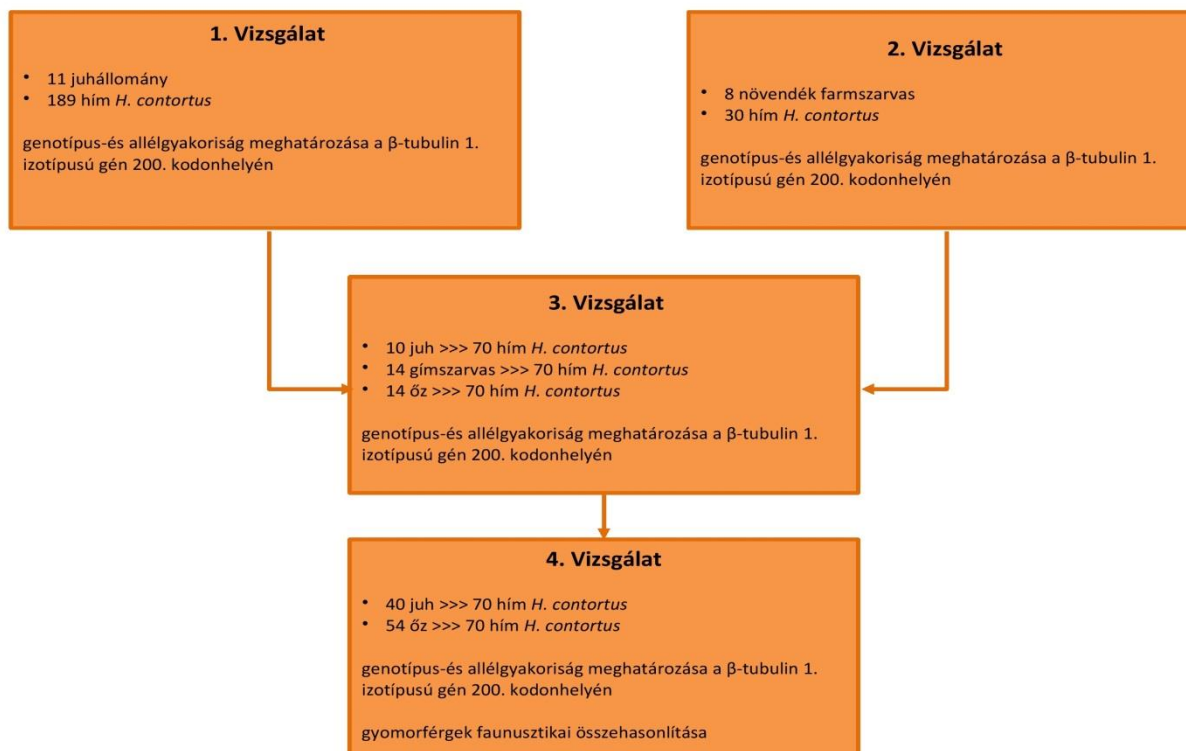 1. Vizsgálat
• 11 juhállomány
• 189 hím H. contortus
genotípus-és allélgyakoriság meghatározása a β-tubulin 1.
izotípusú gén 200. kodonhelyén
2. Vizsgálat
• 8 növendék farmszarvas
• 30 hím H. contortus
genotípus-és allélgyakoriság meghatározása a β-tubulin 1.
izotípusú gén 200. kodonhelyén
3. Vizsgálat
• 10 juh >>> 70 hím H. contortus
• 14 gímszarvas >>> 70 hím H. contortus
• 14 őz >>> 70 hím H. contortus
genotípus-és allélgyakoriság meghatározása a β-tubulin 1.
izotípusú gén 200. kodonhelyén
4. Vizsgálat
• 40 juh >>> 70 hím H. contortus
• 54 őz >>> 70 hím H. contortus
genotípus-és allélgyakoriság meghatározása a β-tubulin 1.
izotípusú gén 200. kodonhelyén
gyomorférgek faunusztikai összehasonlítása